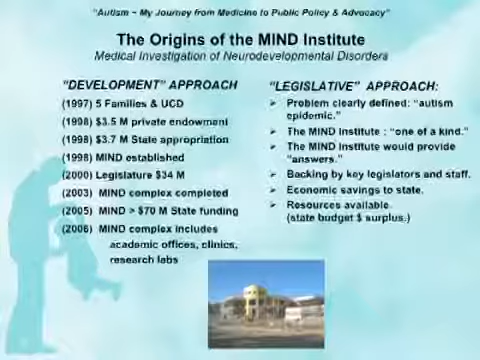 "Autism ~ My Journey from Medicine to Public Policy & Advocacy"
The Origins of the MIND Institute
Medical Investigation of Neurodevelopmental Disorders
"DEVELOPMENT" APPROACH
(1997) 5 Families & UCD
(1998) $3.5 M private endowment
(1998) $3.7 M State appropriation
(1998) MIND established
(2000) Legislature $34 M
(2003) MIND complex completed
(2005) MIND > $70 M State funding
(2006) MIND complex includes
academic offices, clinics,
research labs
"LEGISLATIVE" APPROACH:
➢ Problem clearly defined: "autism
epidemic."
➢ The MIND Institute : "one of a kind."
➢ The MIND Institute would provide
"answers."
➢ Backing by key legislators and staff.
➢ Economic savings to state.
➢ Resources available
(state budget $ surplus.)